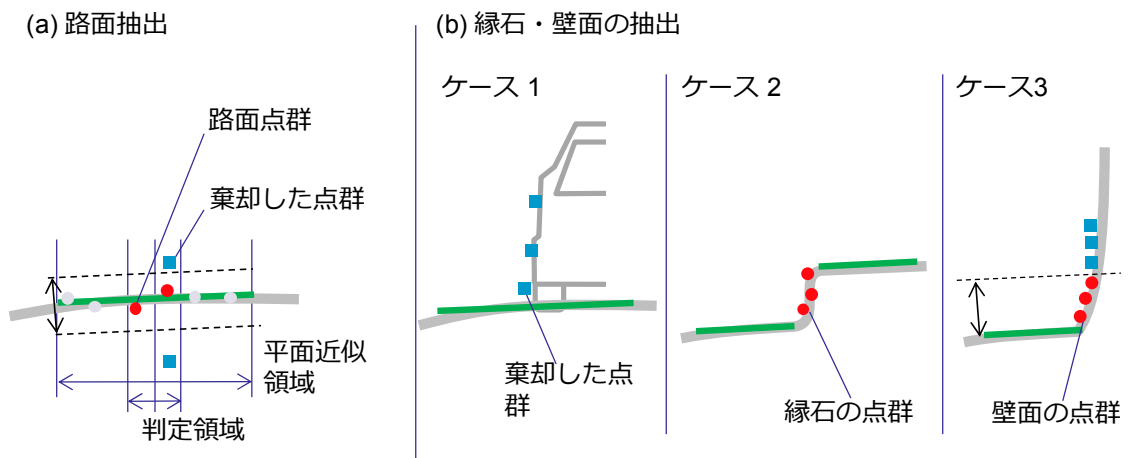 (a) 路面抽出
路面点群
棄却した点群
平面近似
領域
判定領域
(b) 縁石・壁面の抽出
ケース 1
棄却した点
群
ケース 2
縁石の点群
ケース3
壁面の点群